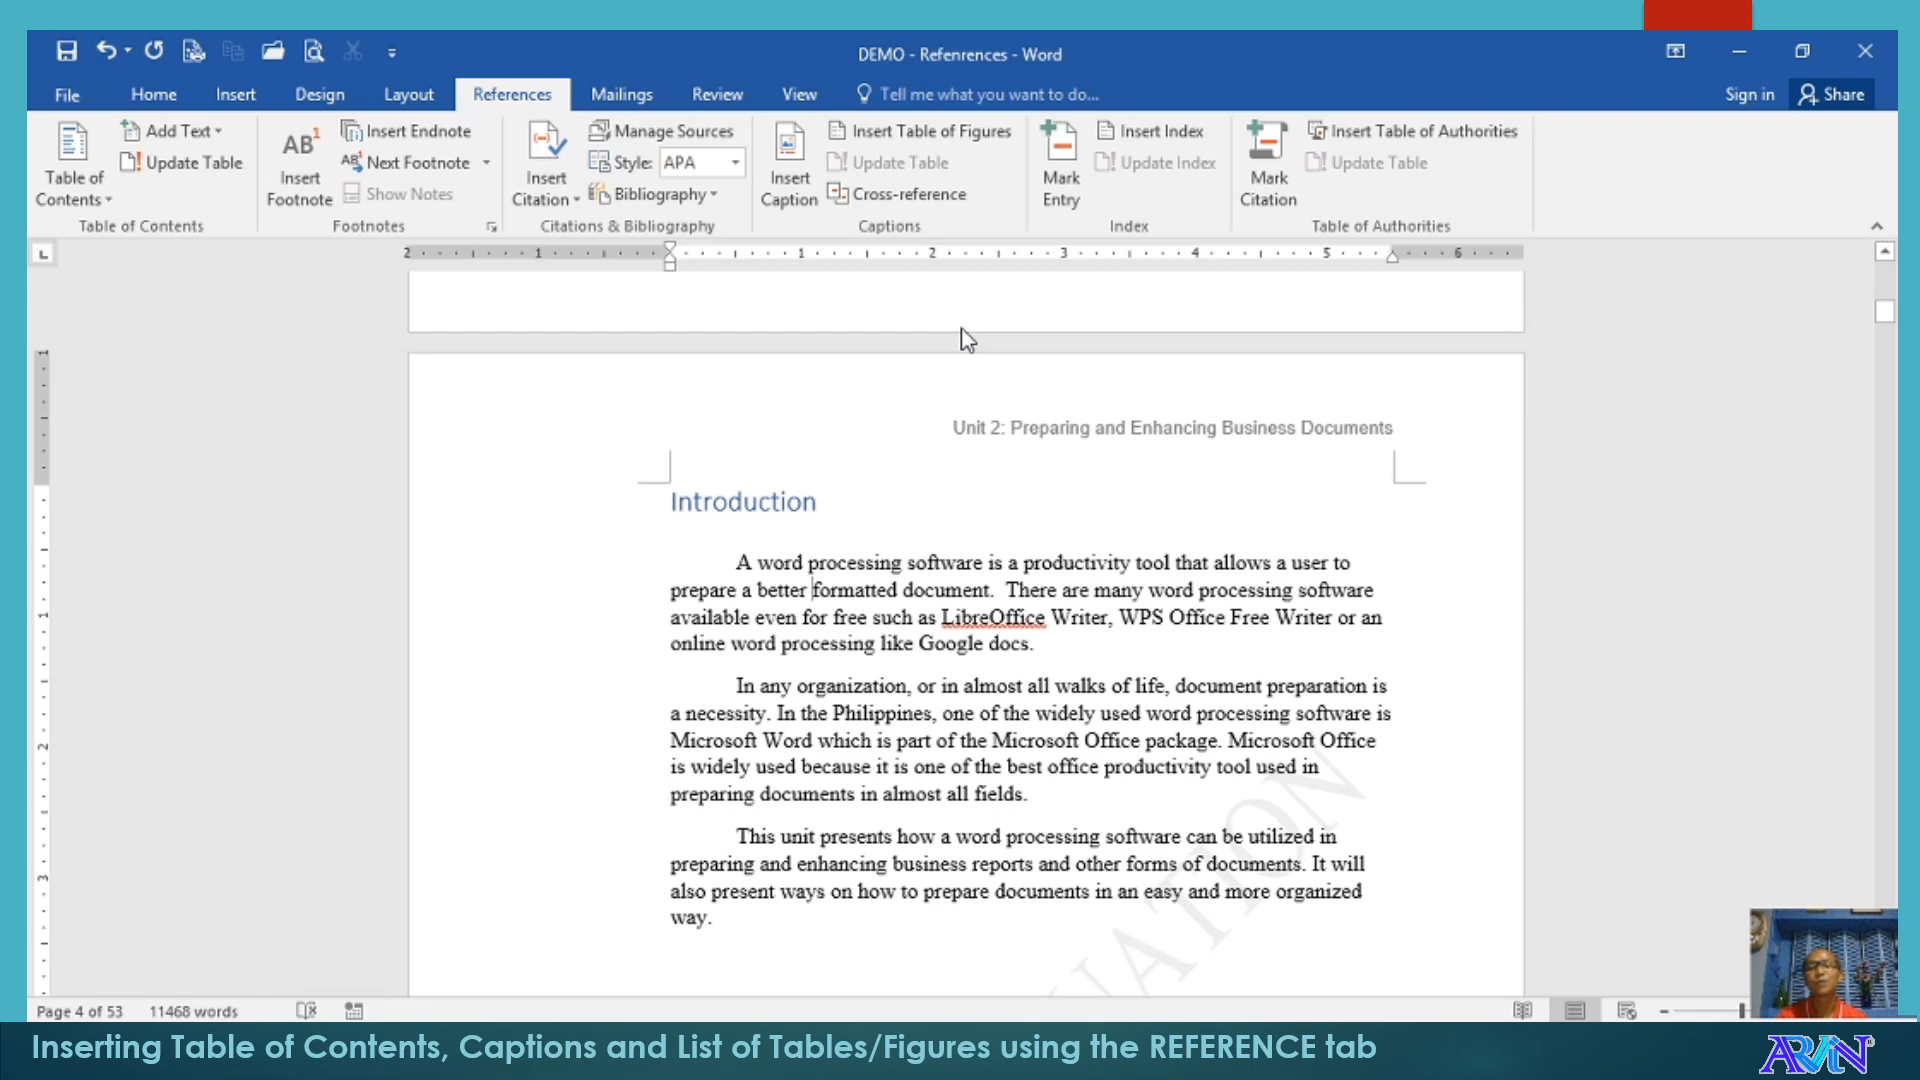 DEMO - Refenrences - Word
File Home Insert Design Layout References Mailings Review View Tell me what you want to do... Sign in Share
Table of Contents
Add Text
Update Table
Table of Contents
AB1
Insert Footnote
Insert Endnote
Next Footnote
Show Notes
Footnotes
Insert Citation
Manage Sources
Style: APA
Bibliography
Citations & Bibliography
Insert Caption
Insert Table of Figures
Update Table
Cross-reference
Captions
Mark Entry
Insert Index
Update Index
Index
Mark Citation
Insert Table of Authorities
Update Table
Table of Authorities
2 1 1 2 3 4 5 6
Unit 2: Preparing and Enhancing Business Documents
Introduction
A word processing software is a productivity tool that allows a user to
prepare a better formatted document. There are many word processing software
available even for free such as LibreOffice Writer, WPS Office Free Writer or an
online word processing like Google docs.
In any organization, or in almost all walks of life, document preparation is
a necessity. In the Philippines, one of the widely used word processing software is
Microsoft Word which is part of the Microsoft Office package. Microsoft Office
is widely used because it is one of the best office productivity tool used in
preparing documents in almost all fields.
This unit presents how a word processing software can be utilized in
preparing and enhancing business reports and other forms of documents. It will
also present ways on how to prepare documents in an easy and more organized
way.
NATION
Page 4 of 53 11468 words
Inserting Table of Contents, Captions and List of Tables/Figures using the REFERENCE tab
ARVIN